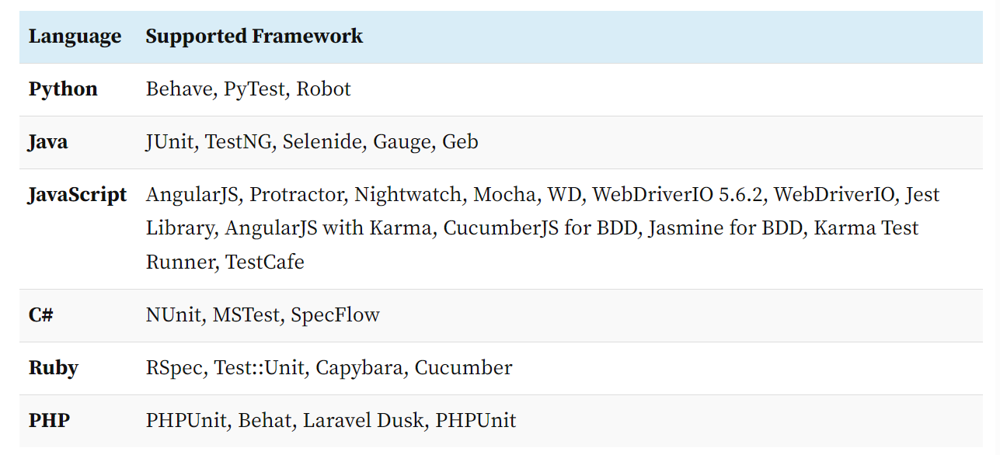 Language Supported Framework
Python Behave, PyTest, Robot
Java JUnit, TestNG, Selenide, Gauge, Geb
JavaScript AngularJS, Protractor, Nightwatch, Mocha, WD, WebDriverIO 5.6.2, WebDriverIO, Jest
Library, AngularJS with Karma, CucumberJS for BDD, Jasmine for BDD, Karma Test
Runner, TestCafe
C# NUnit, MSTest, SpecFlow
Ruby RSpec, Test::Unit, Capybara, Cucumber
PHP PHPUnit, Behat, Laravel Dusk, PHPUnit